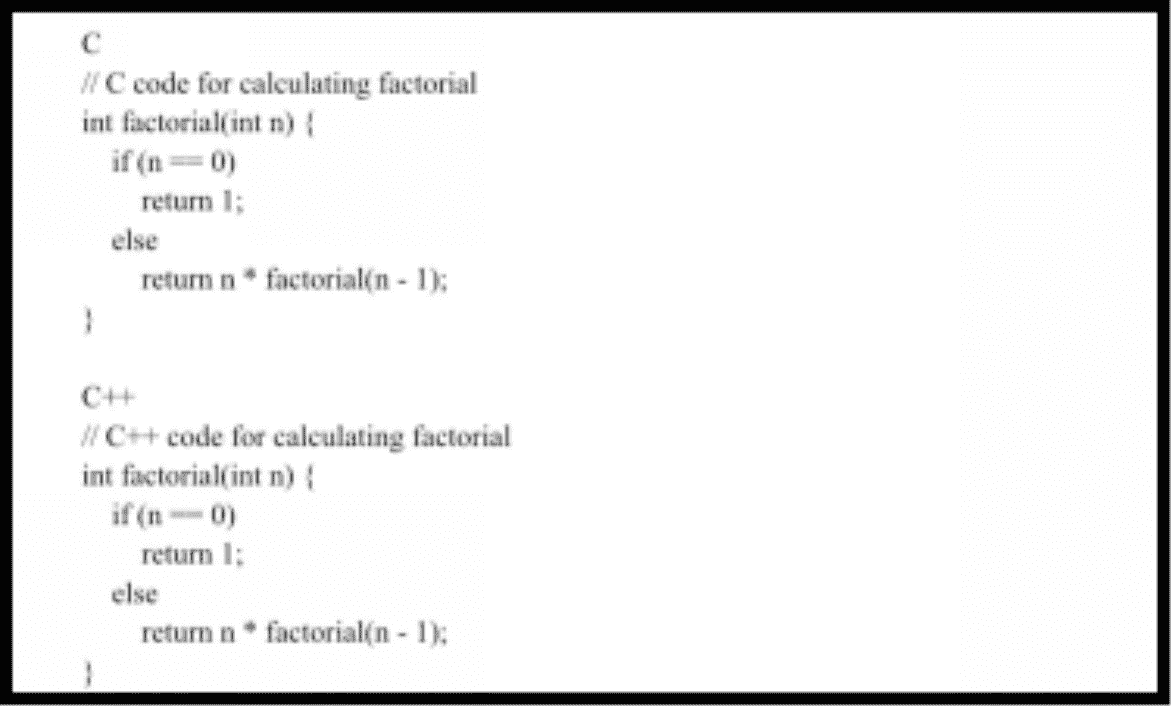 C
// C code for calculating factorial
int factorial(int n) {
if (n == 0)
return 1;
else
return n * factorial(n - 1);
}
C++
// C++ code for calculating factorial
int factorial(int n) {
if (n == 0)
return 1;
else
return n * factorial(n - 1);
}